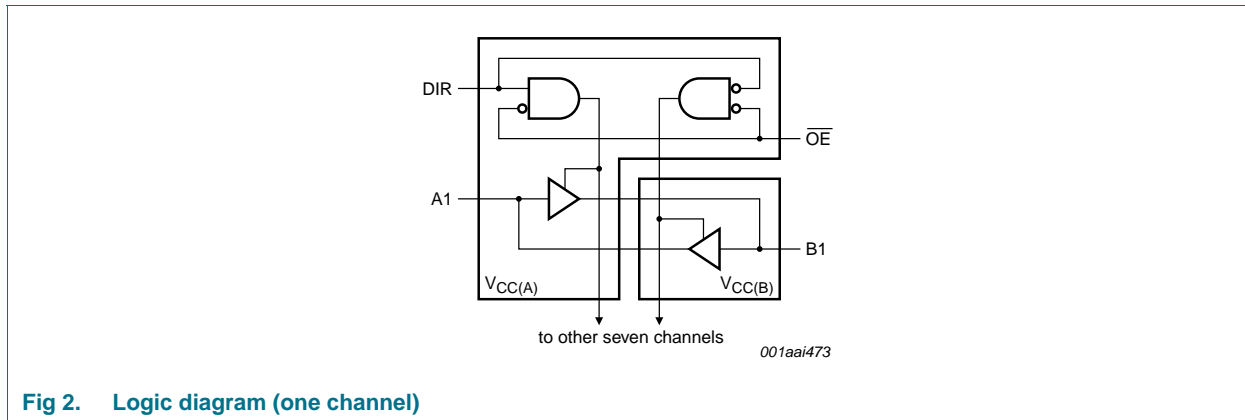 DIR
OE
A1
B1
VCC(A)
VCC(B)
to other seven channels
001aai473
Fig 2. Logic diagram (one channel)